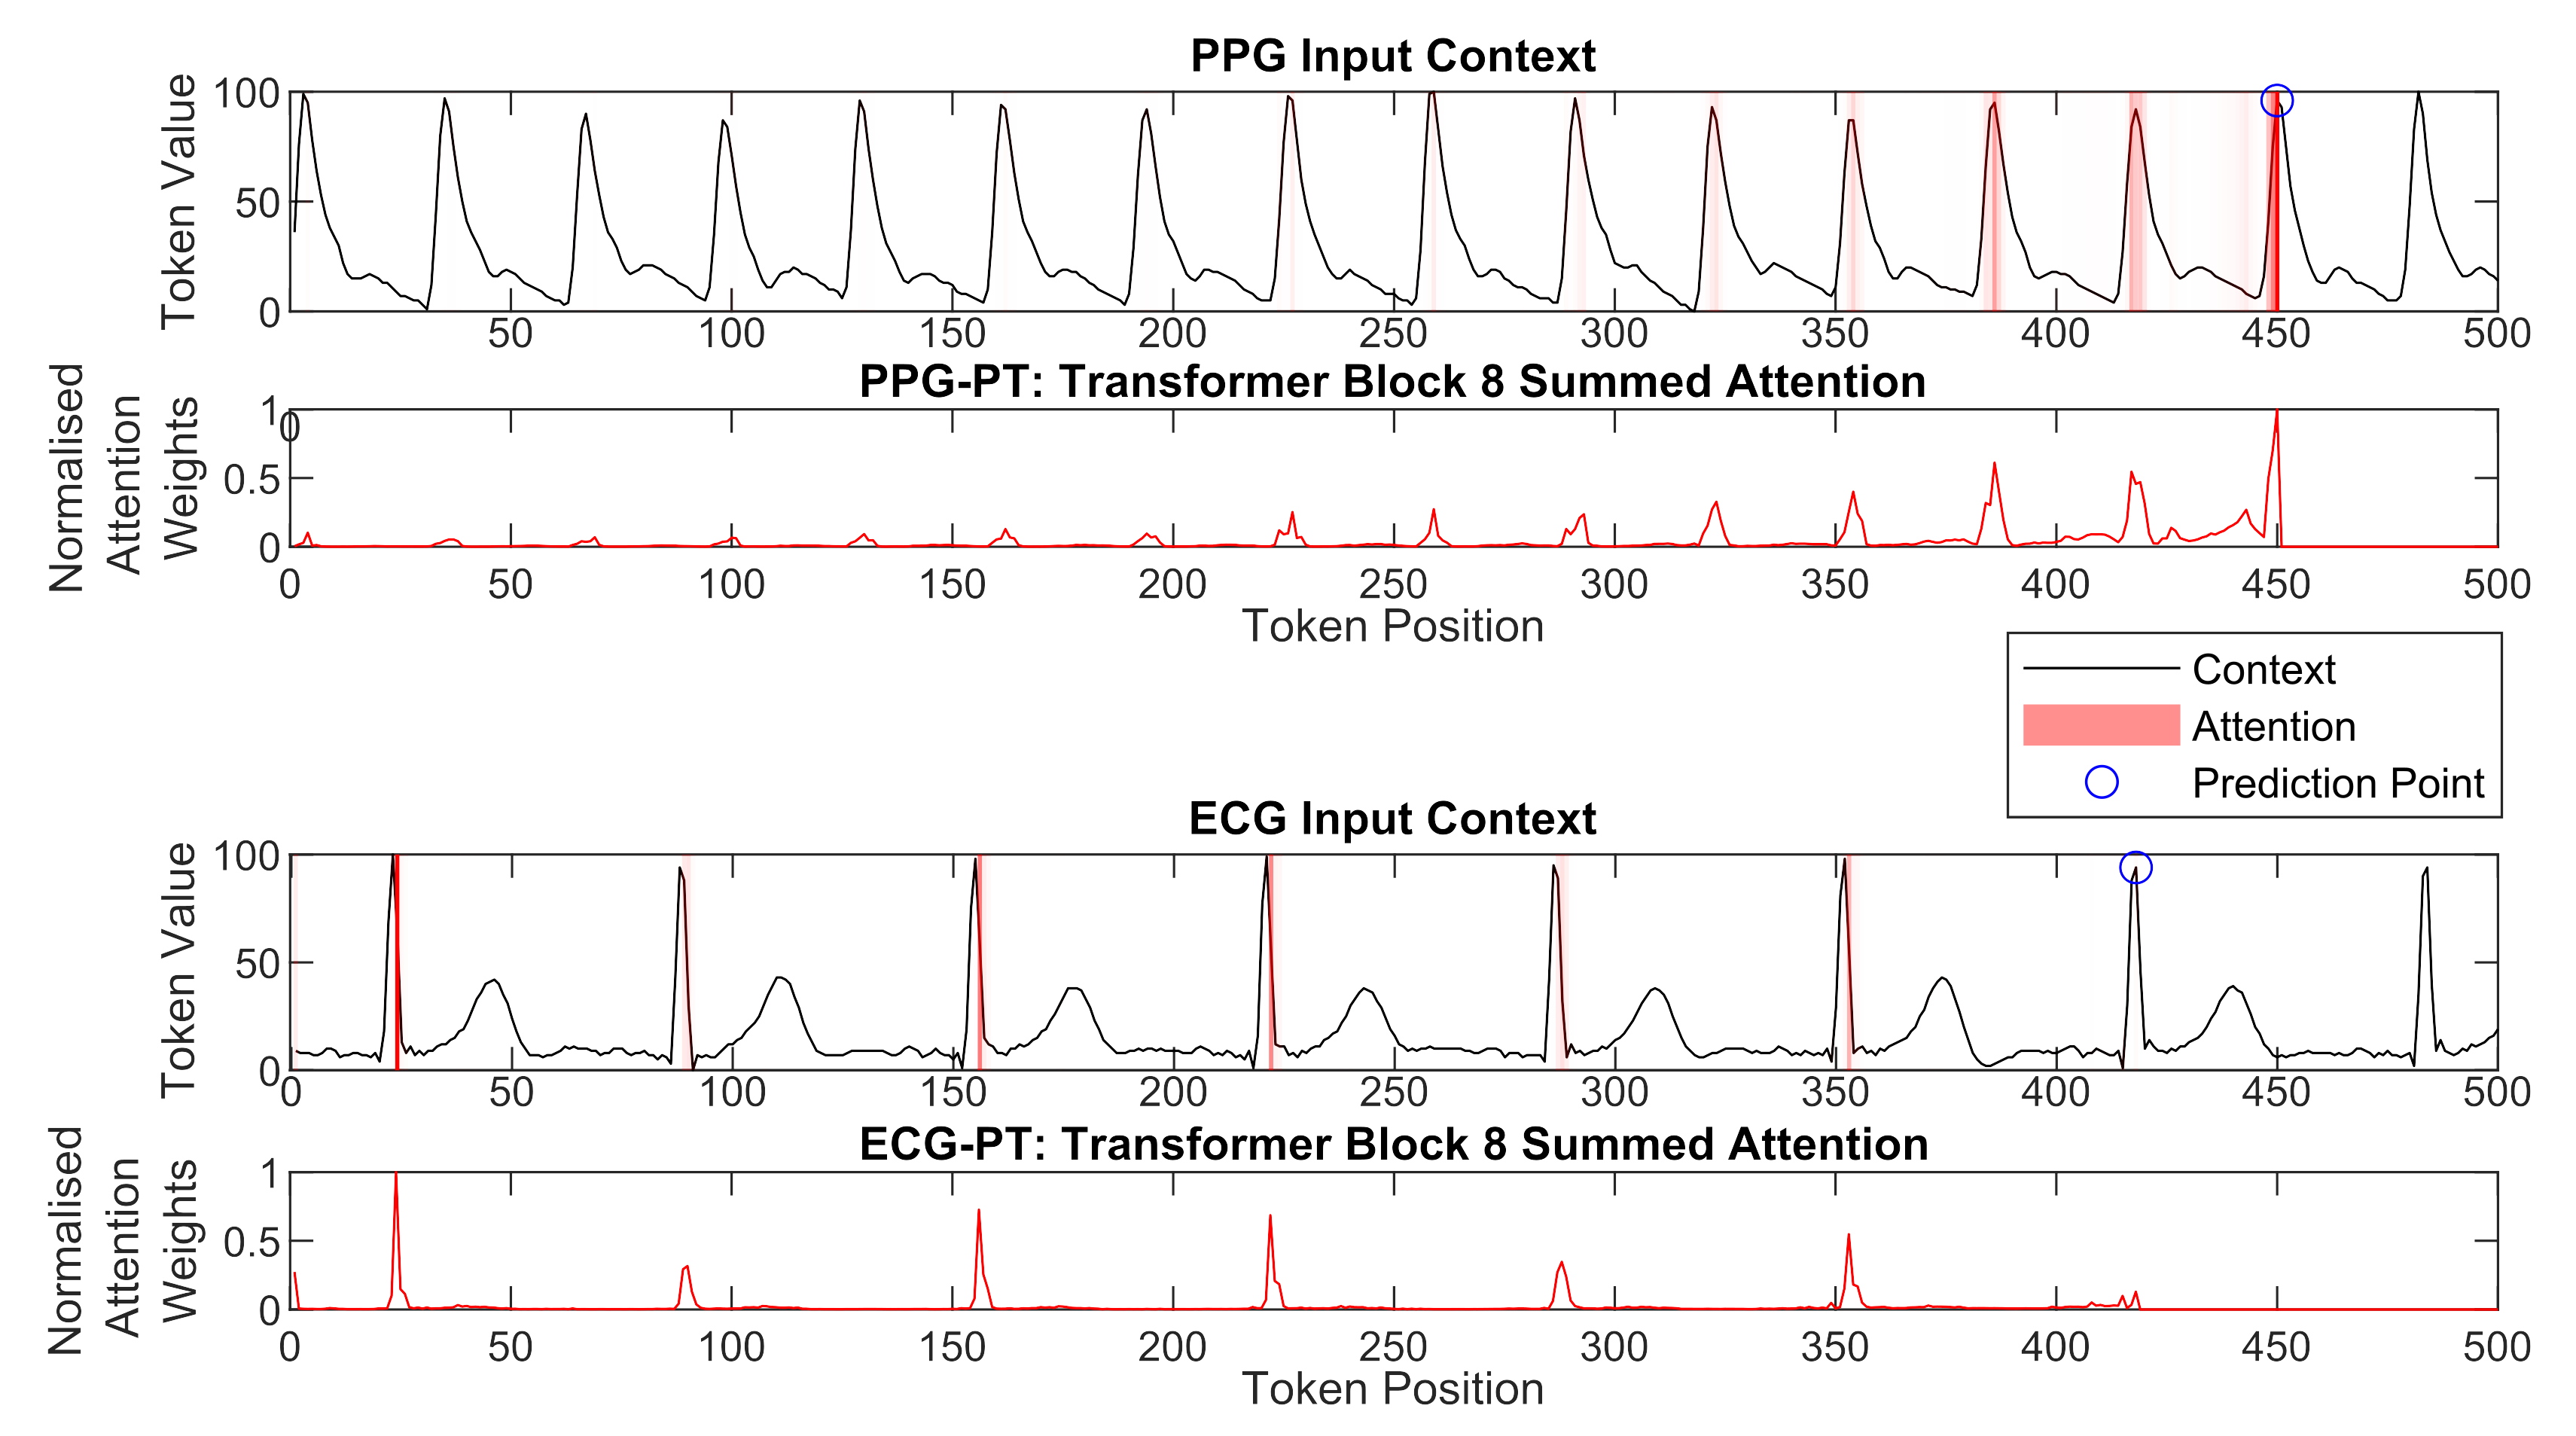 PPG Input Context
Token Value
100
50
0
50 100 150 200 250 300 350 400 450 500
PPG-PT: Transformer Block 8 Summed Attention
Normalised
Attention
Weights
1
0
0.5
0
0 50 100 150 200 250 300 350 400 450 500
Token Position
Context
Attention
Prediction Point
ECG Input Context
Token Value
100
50
0
0 50 100 150 200 250 300 350 400 450 500
ECG-PT: Transformer Block 8 Summed Attention
Normalised
Attention
Weights
1
0.5
0
0 50 100 150 200 250 300 350 400 450 500
Token Position